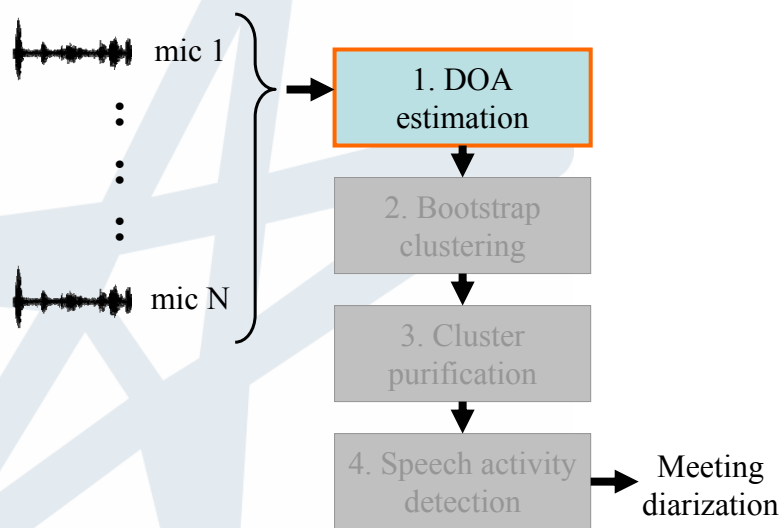 mic 1
mic N
1. DOA
estimation
2. Bootstrap
clustering
3. Cluster
purification
4. Speech activity
detection
Meeting
diarization